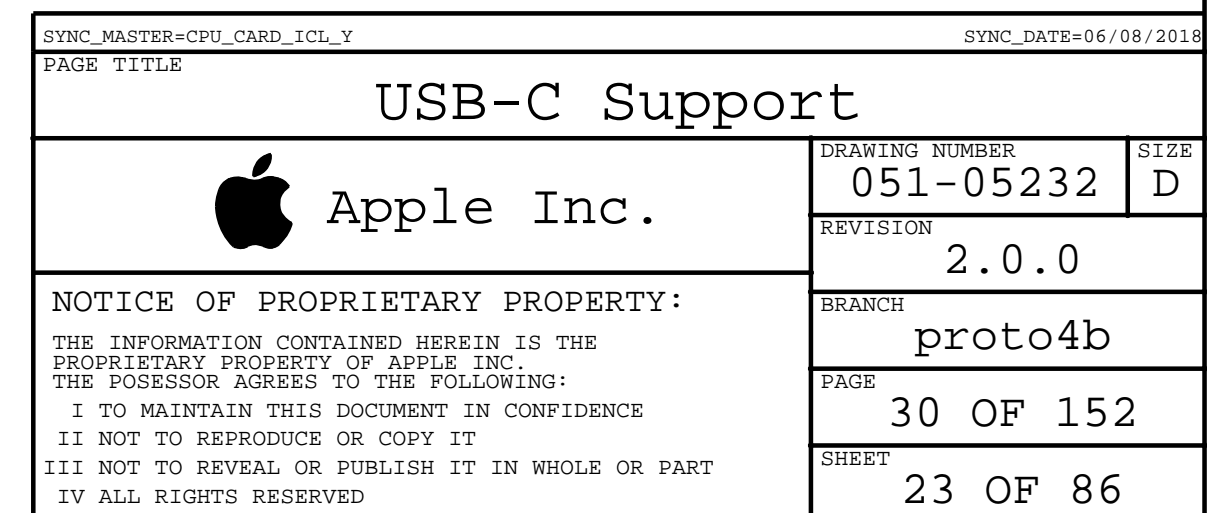 SYNC_MASTER=CPU_CARD_ICL_Y
SYNC_DATE=06/08/2018
PAGE TITLE
USB-C Support
Apple Inc.
DRAWING NUMBER
051-05232
SIZE
D
REVISION
2.0.0
NOTICE OF PROPRIETARY PROPERTY:
THE INFORMATION CONTAINED HEREIN IS THE
PROPRIETARY PROPERTY OF APPLE INC.
THE POSESSOR AGREES TO THE FOLLOWING:
I TO MAINTAIN THIS DOCUMENT IN CONFIDENCE
II NOT TO REPRODUCE OR COPY IT
III NOT TO REVEAL OR PUBLISH IT IN WHOLE OR PART
IV ALL RIGHTS RESERVED
BRANCH
proto4b
PAGE
30 OF 152
SHEET
23 OF 86